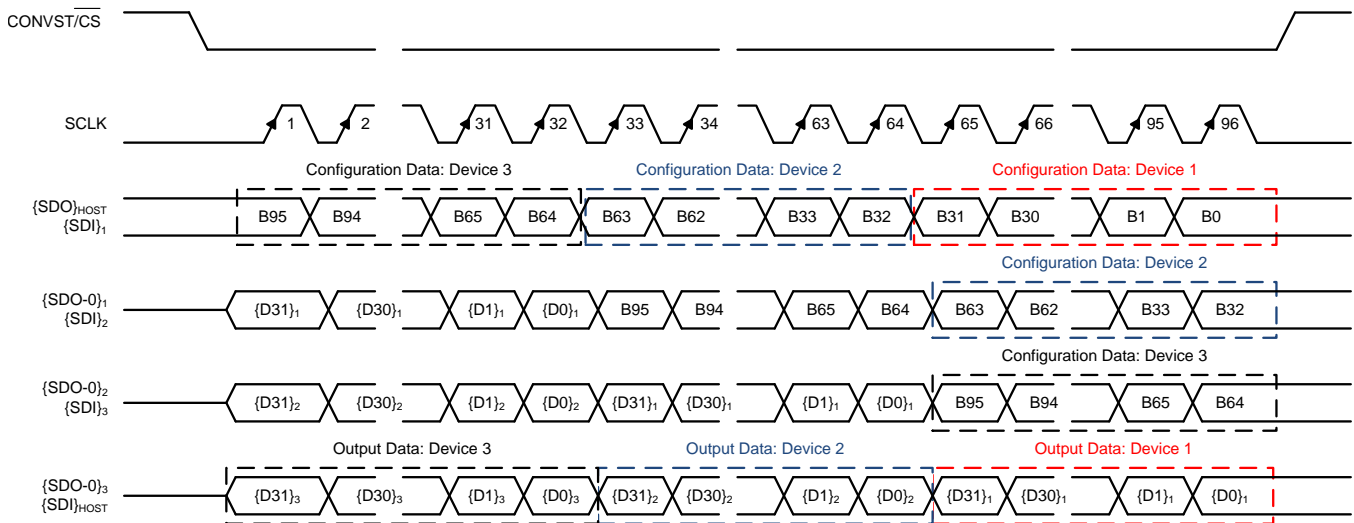 CONVST/CS
SCLK
1 2 31 32 33 34 63 64 65 66 95 96
Configuration Data: Device 3 Configuration Data: Device 2 Configuration Data: Device 1
{SDO}HOST
{SDI}1
B95 B94 B65 B64 B63 B62 B33 B32 B31 B30 B1 B0
Configuration Data: Device 2
{SDO-0}1
{SDI}2
{D31}1 {D30}1 {D1}1 {D0}1 B95 B94 B65 B64 B63 B62 B33 B32
Configuration Data: Device 3
{SDO-0}2
{SDI}3
{D31}2 {D30}2 {D1}2 {D0}2 {D31}1 {D30}1 {D1}1 {D0}1 B95 B94 B65 B64
Output Data: Device 3 Output Data: Device 2 Output Data: Device 1
{SDO-0}3
{SDI}HOST
{D31}3 {D30}3 {D1}3 {D0}3 {D31}2 {D30}2 {D1}2 {D0}2 {D31}1 {D30}1 {D1}1 {D0}1